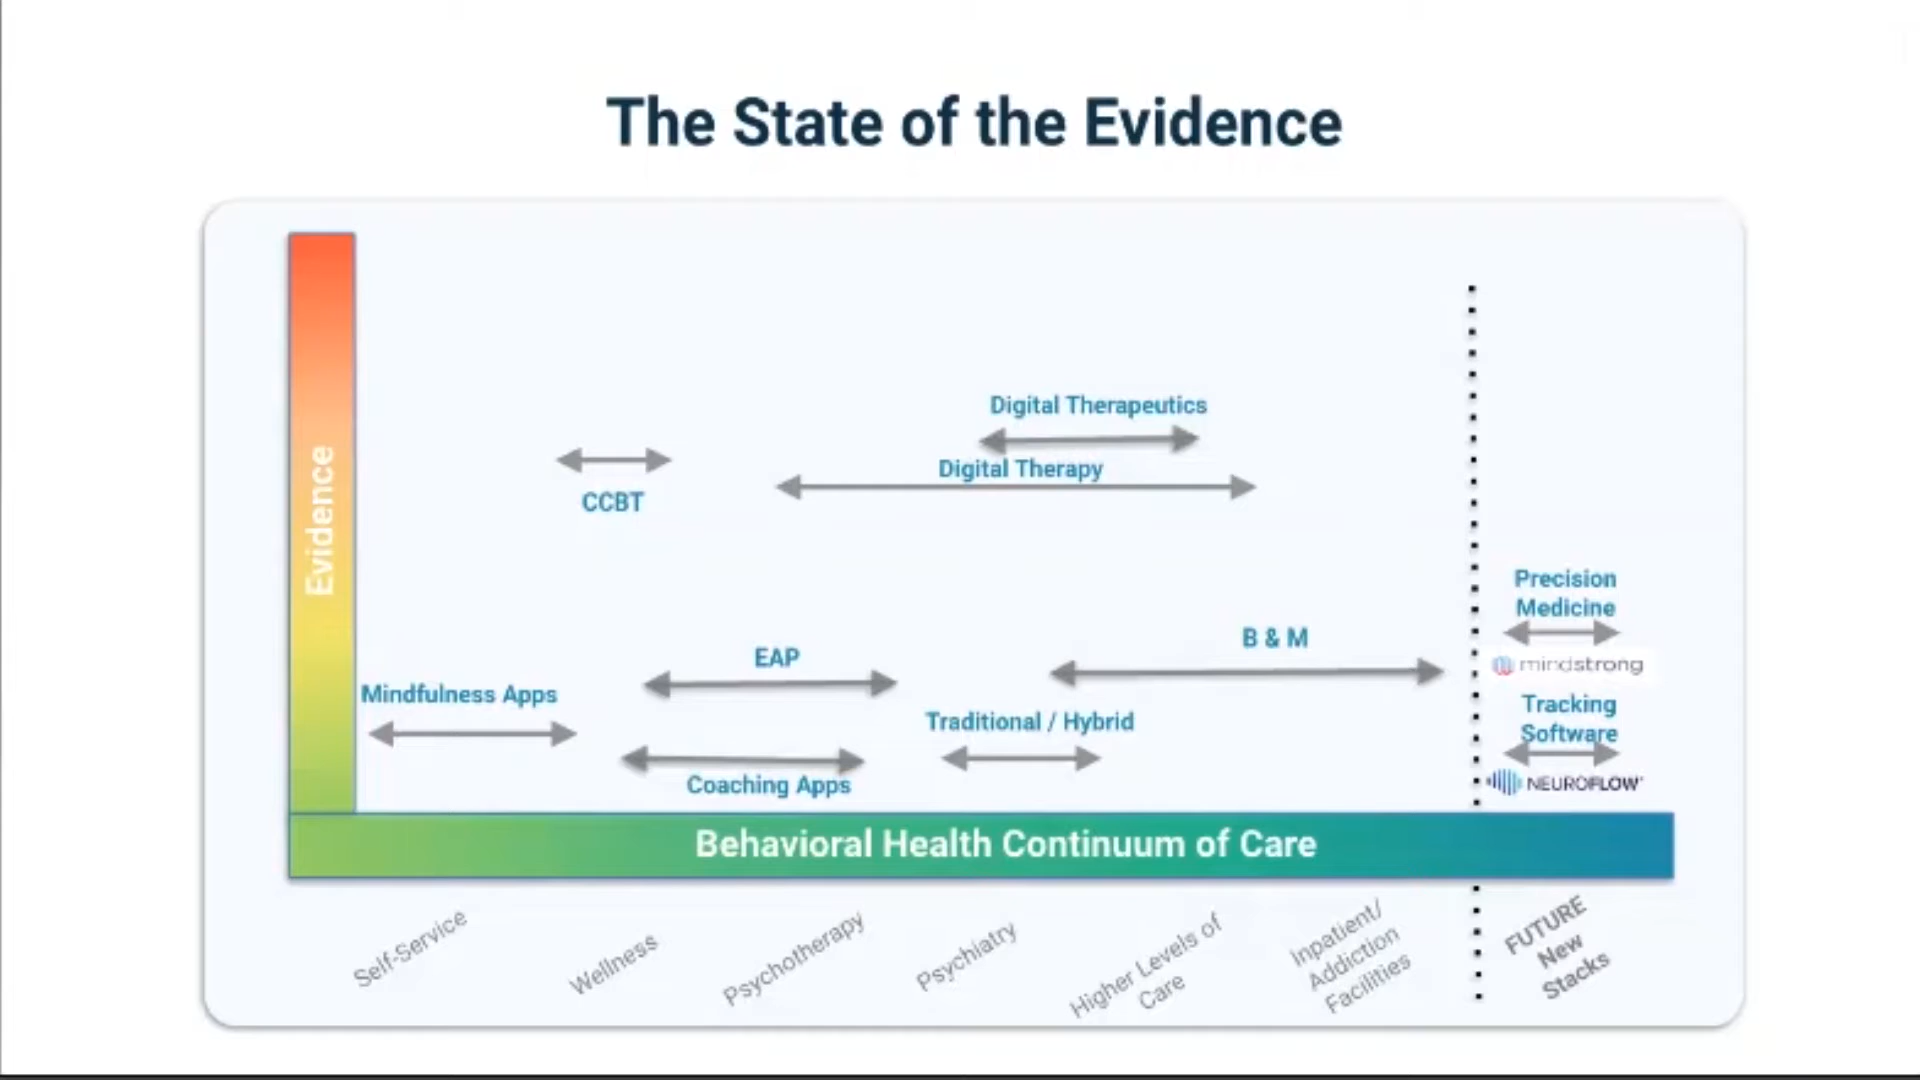 The State of the Evidence
Evidence
Digital Therapeutics
Digital Therapy
CCBT
Precision
Medicine
mindstrong
B & M
EAP
Mindfulness Apps
Traditional / Hybrid
Tracking
Software
Coaching Apps
NEUROFLOW
Behavioral Health Continuum of Care
Self-Service
Wellness
Psychotherapy
Psychiatry
Higher Levels of
Care
Inpatient/
Addiction
Facilities
FUTURE
New
Stacks